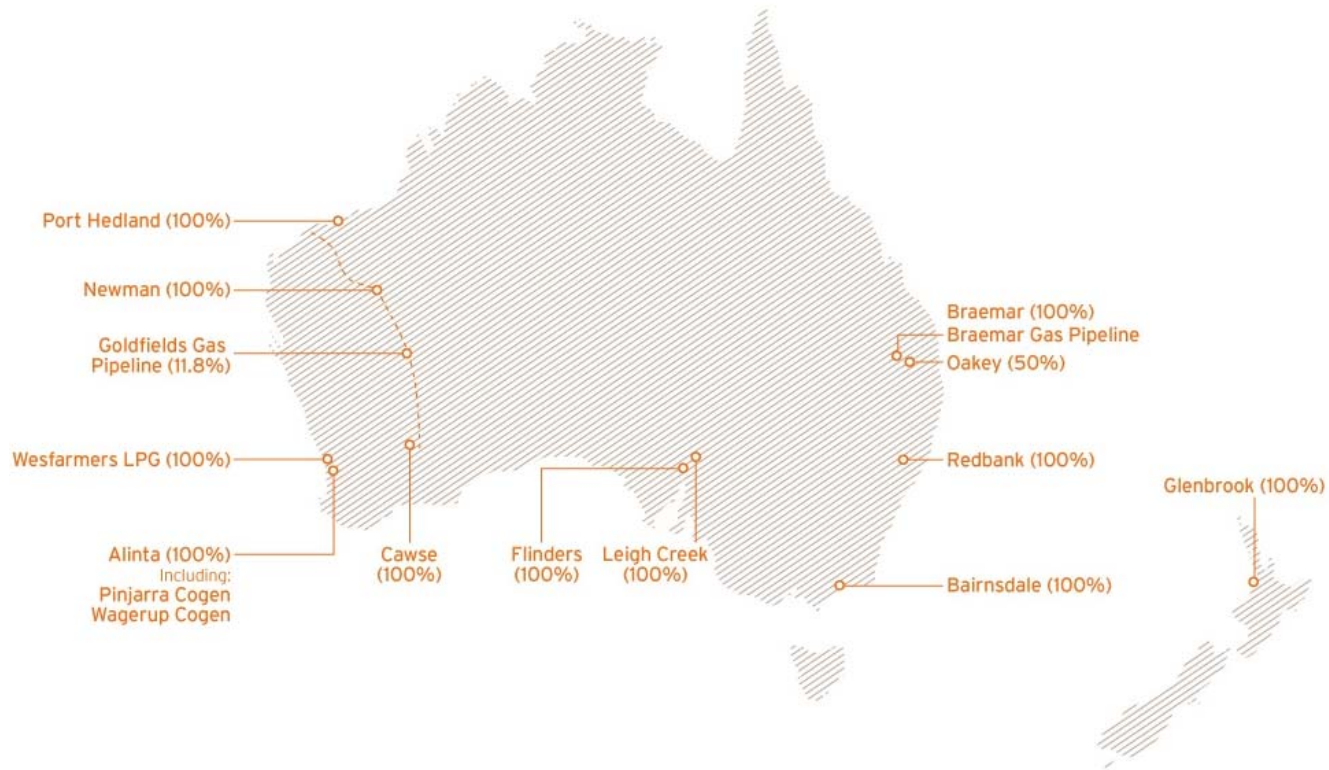 Port Hedland (100%)
Newman (100%)
Goldfields Gas
Pipeline (11.8%)
Wesfarmers LPG (100%)
Alinta (100%)
Including:
Pinjarra Cogen
Wagerup Cogen
Cawse
(100%)
Flinders
(100%)
Leigh Creek
(100%)
Braemar (100%)
Braemar Gas Pipeline
Oakey (50%)
Redbank (100%)
Bairnsdale (100%)
Glenbrook (100%)